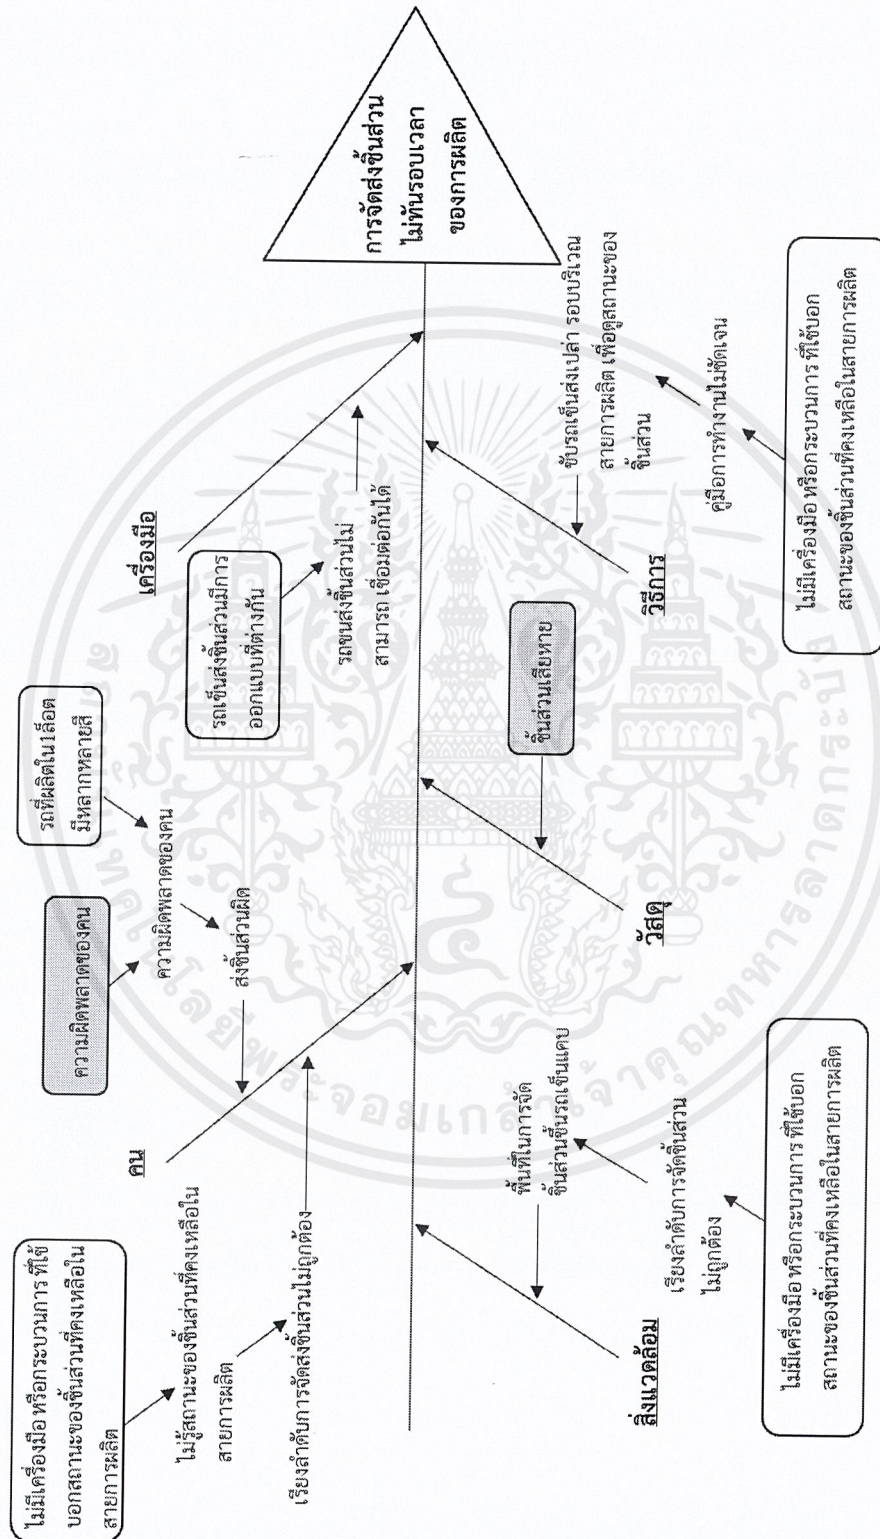 การจัดส่งชิ้นส่วน
ไม่ทันรอบเวลา
ของการผลิต
คน
ไม่มีเครื่องมือ หรือกระบวนการ ที่ใช้
บอกสถานะของชิ้นส่วนที่คงเหลือใน
สายการผลิต
ไม่รู้สถานะของชิ้นส่วนที่คงเหลือใน
สายการผลิต
เรียงลำดับการจัดส่งชิ้นส่วนไม่ถูกต้อง
ความผิดพลาดของคน
รถที่ผลิตใน1ล็อต
มีหลากหลายสี
ความผิดพลาดของคน
ส่งชิ้นส่วนผิด
เครื่องมือ
รถเข็นส่งชิ้นส่วนมีการ
ออกแบบที่ต่างกัน
รถขนส่งชิ้นส่วนไม่
สามารถ เชื่อมต่อกันได้
สิ่งแวดล้อม
พื้นที่ในการจัด
ชิ้นส่วนขึ้นรถเข็นแคบ
เรียงลำดับการจัดชิ้นส่วน
ไม่ถูกต้อง
ไม่มีเครื่องมือ หรือกระบวนการ ที่ใช้บอก
สถานะของชิ้นส่วนที่คงเหลือในสายการผลิต
วัสดุ
ชิ้นส่วนเสียหาย
วิธีการ
ขับรถเข็นส่งเปล่า รอบบริเวณ
สายการผลิต เพื่อดูสถานะของ
ชิ้นส่วน
คู่มือการทำงานไม่ชัดเจน
ไม่มีเครื่องมือ หรือกระบวนการ ที่ใช้บอก
สถานะของชิ้นส่วนที่คงเหลือในสายการผลิต